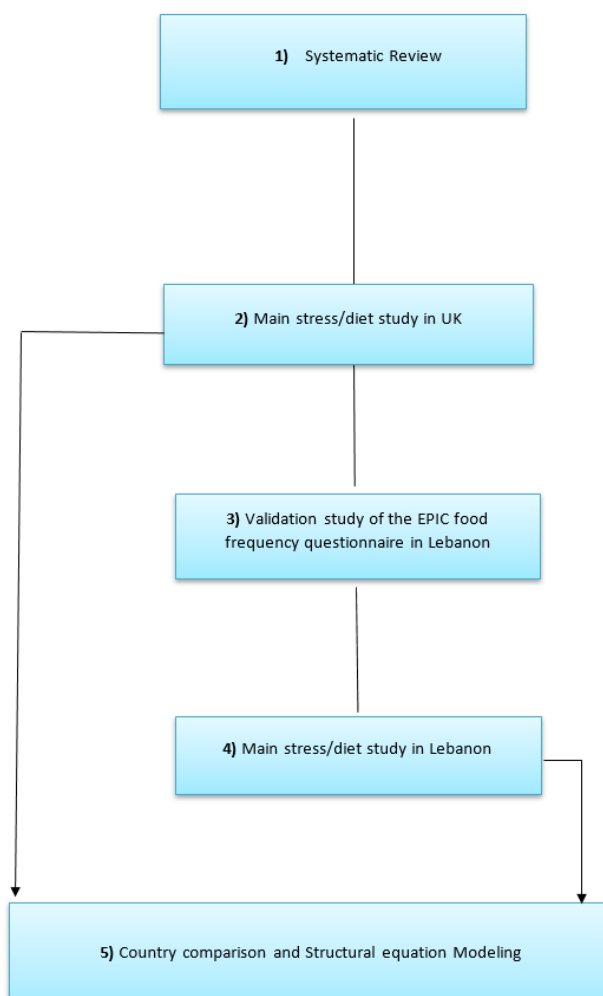 1) Systematic Review
2) Main stress/diet study in UK
3) Validation study of the EPIC food
frequency questionnaire in Lebanon
4) Main stress/diet study in Lebanon
5) Country comparison and Structural equation Modeling